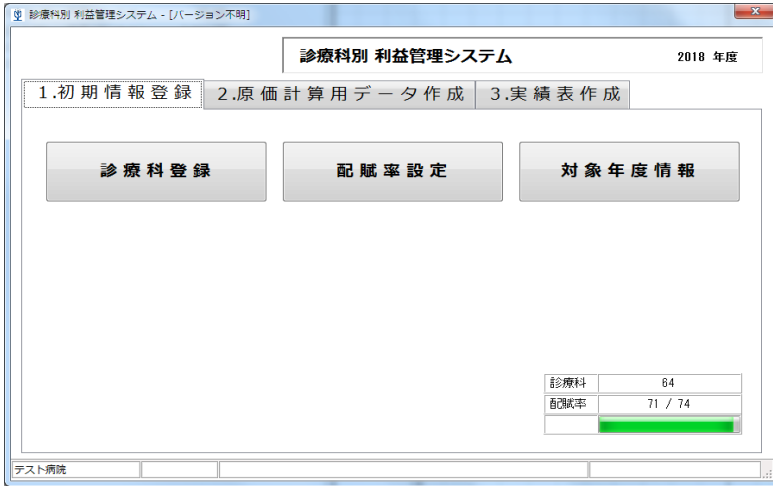 診療科別 利益管理システム - [バージョン不明]
診療科別 利益管理システム 2018 年度
1.初期情報登録 2.原価計算用データ作成 3.実績表作成
診療科登録 配賦率設定 対象年度情報
診療科 64
配賦率 71 / 74
テスト病院